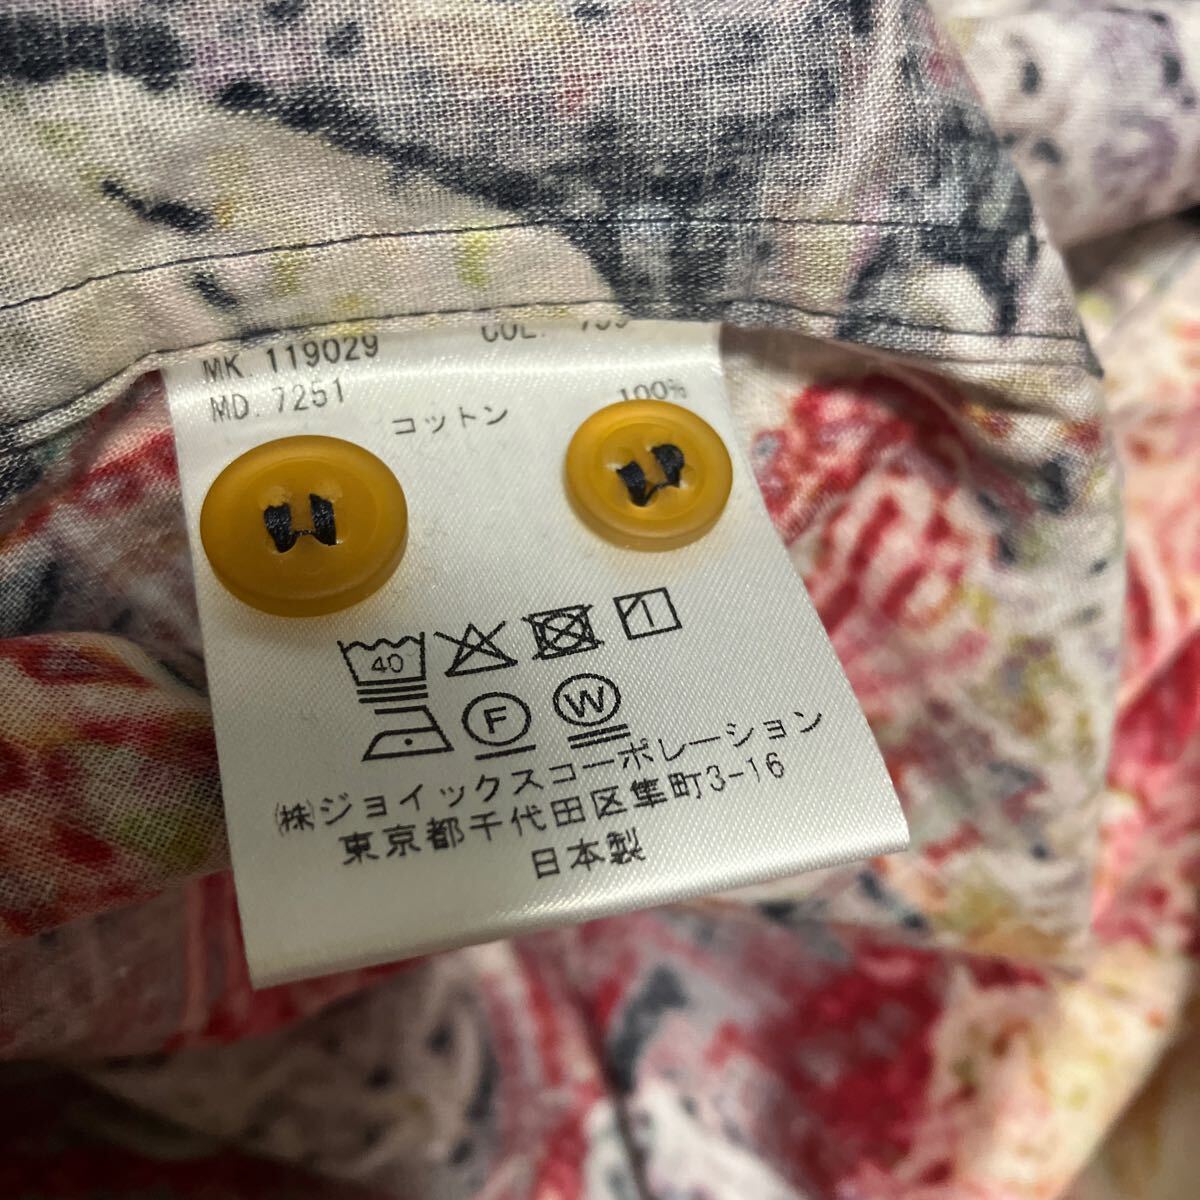 MK. 119029 COL. 799
MD. 7251
コットン 100%
40
F W
㈱ジョイックスコーポレーション
東京都千代田区隼町3-16
日本製